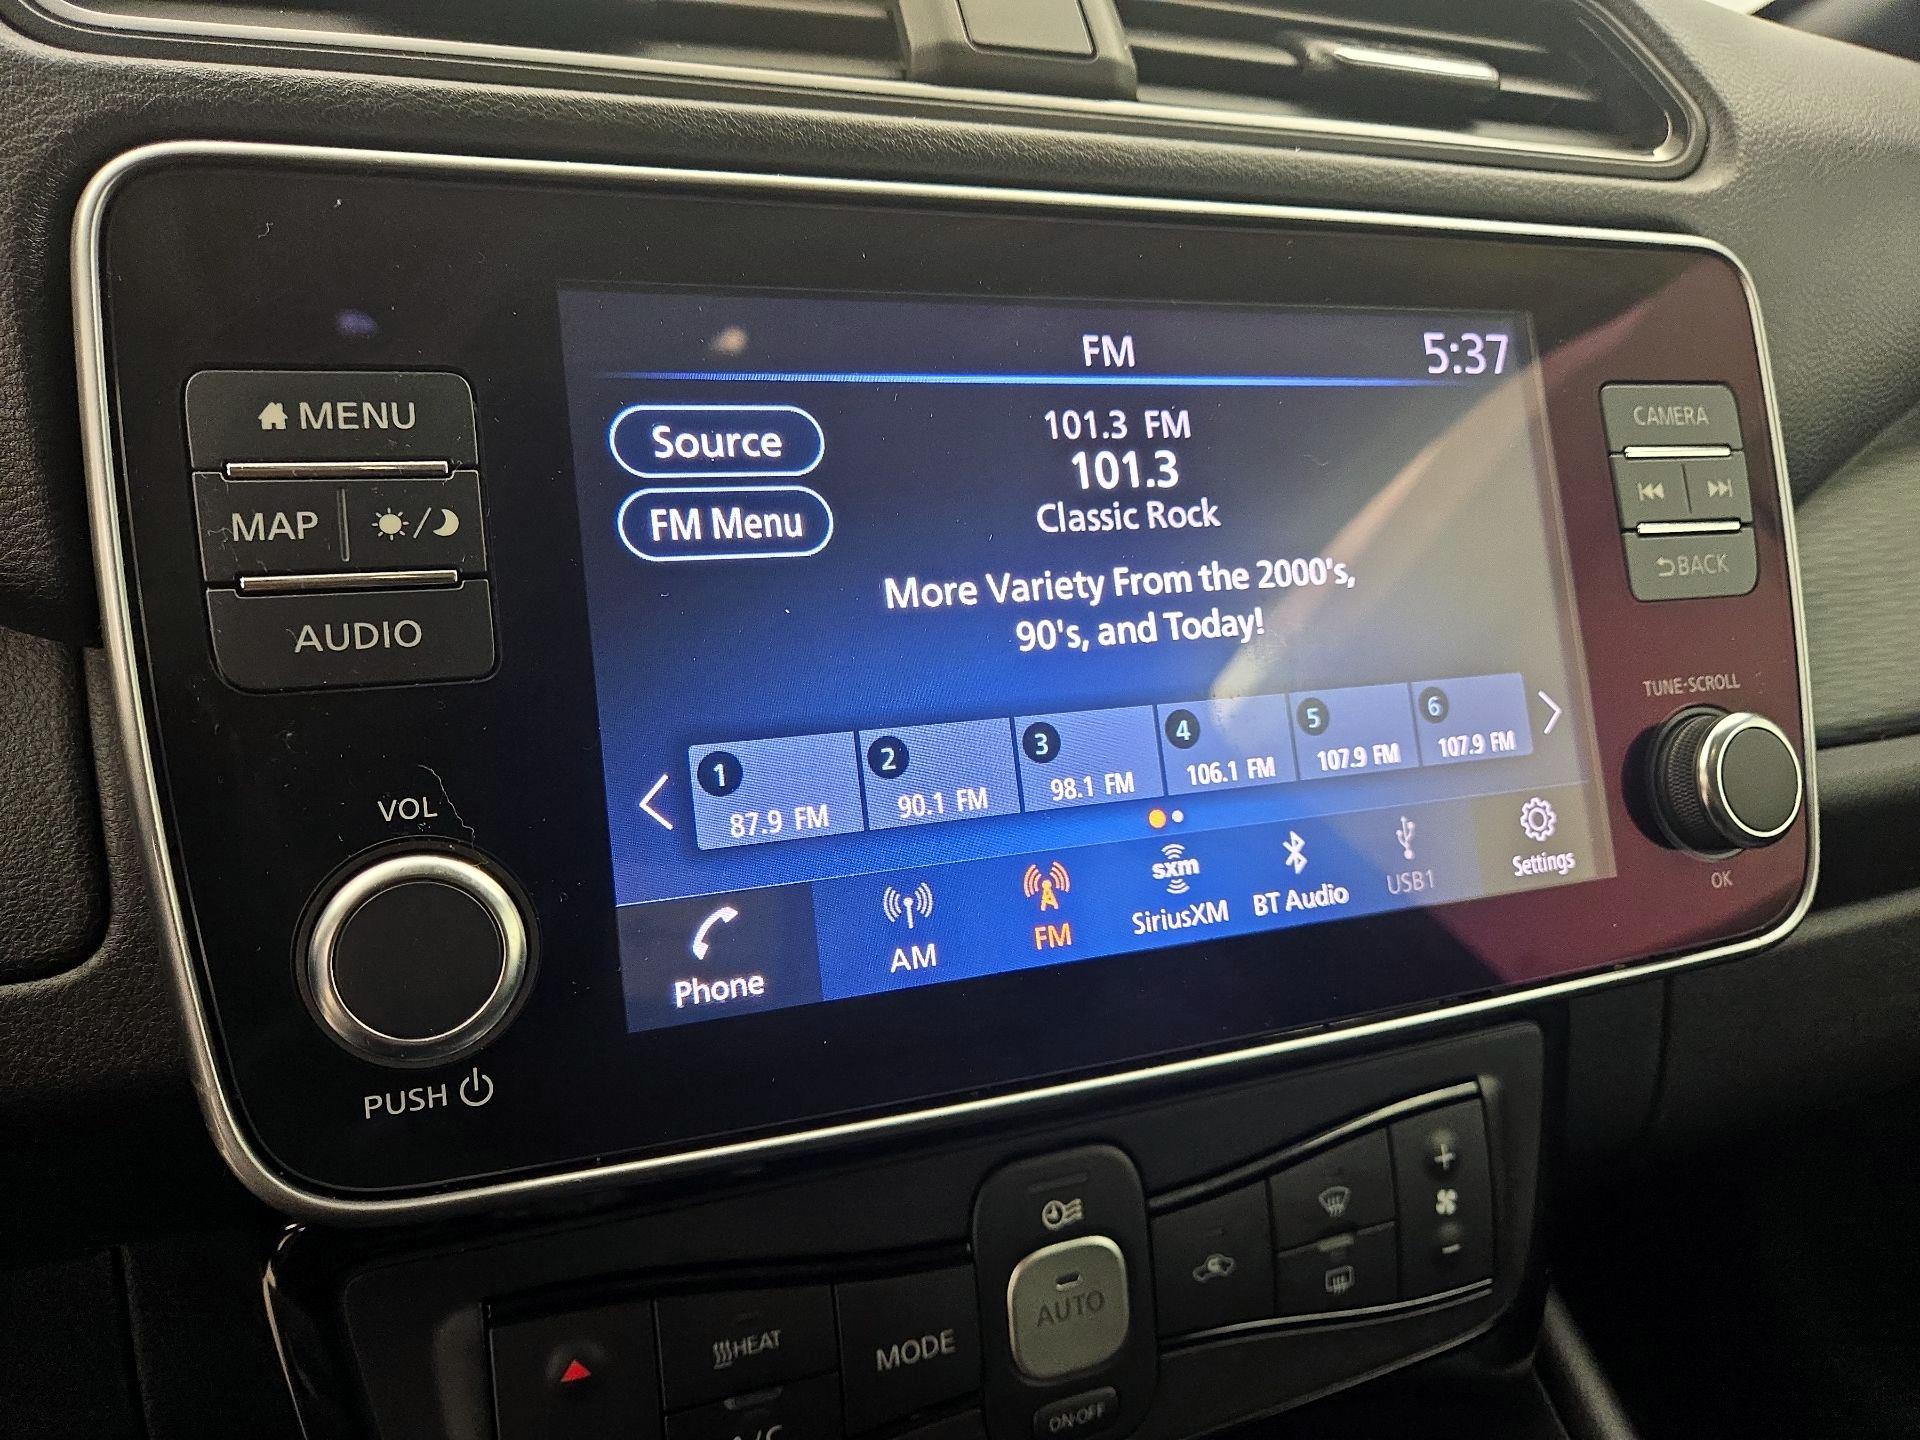 FM
5:37
MENU
MAP
AUDIO
VOL
PUSH
Source
FM Menu
101.3 FM
101.3
Classic Rock
More Variety From the 2000's,
90's, and Today!
1
87.9 FM
2
90.1 FM
3
98.1 FM
4
106.1 FM
5
107.9 FM
6
107.9 FM
Phone
AM
FM
sxm
SiriusXM
BT Audio
USB1
Settings
CAMERA
BACK
TUNE·SCROLL
OK
HEAT
MODE
AUTO
ON·OFF